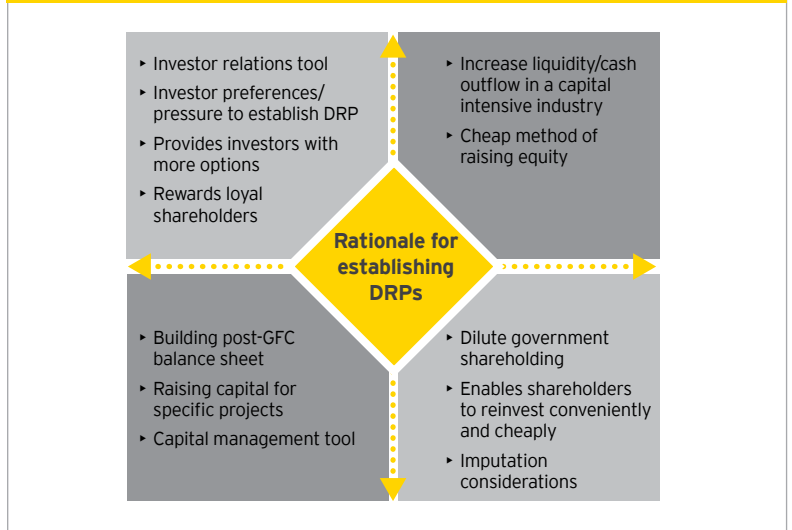 ‣ Investor relations tool
‣ Investor preferences/
pressure to establish DRP
‣ Provides investors with
more options
‣ Rewards loyal
shareholders
‣ Increase liquidity/cash
outflow in a capital
intensive industry
‣ Cheap method of
raising equity
Rationale for
establishing
DRPs
‣ Building post-GFC
balance sheet
‣ Raising capital for
specific projects
‣ Capital management tool
‣ Dilute government
shareholding
‣ Enables shareholders
to reinvest conveniently
and cheaply
‣ Imputation
considerations